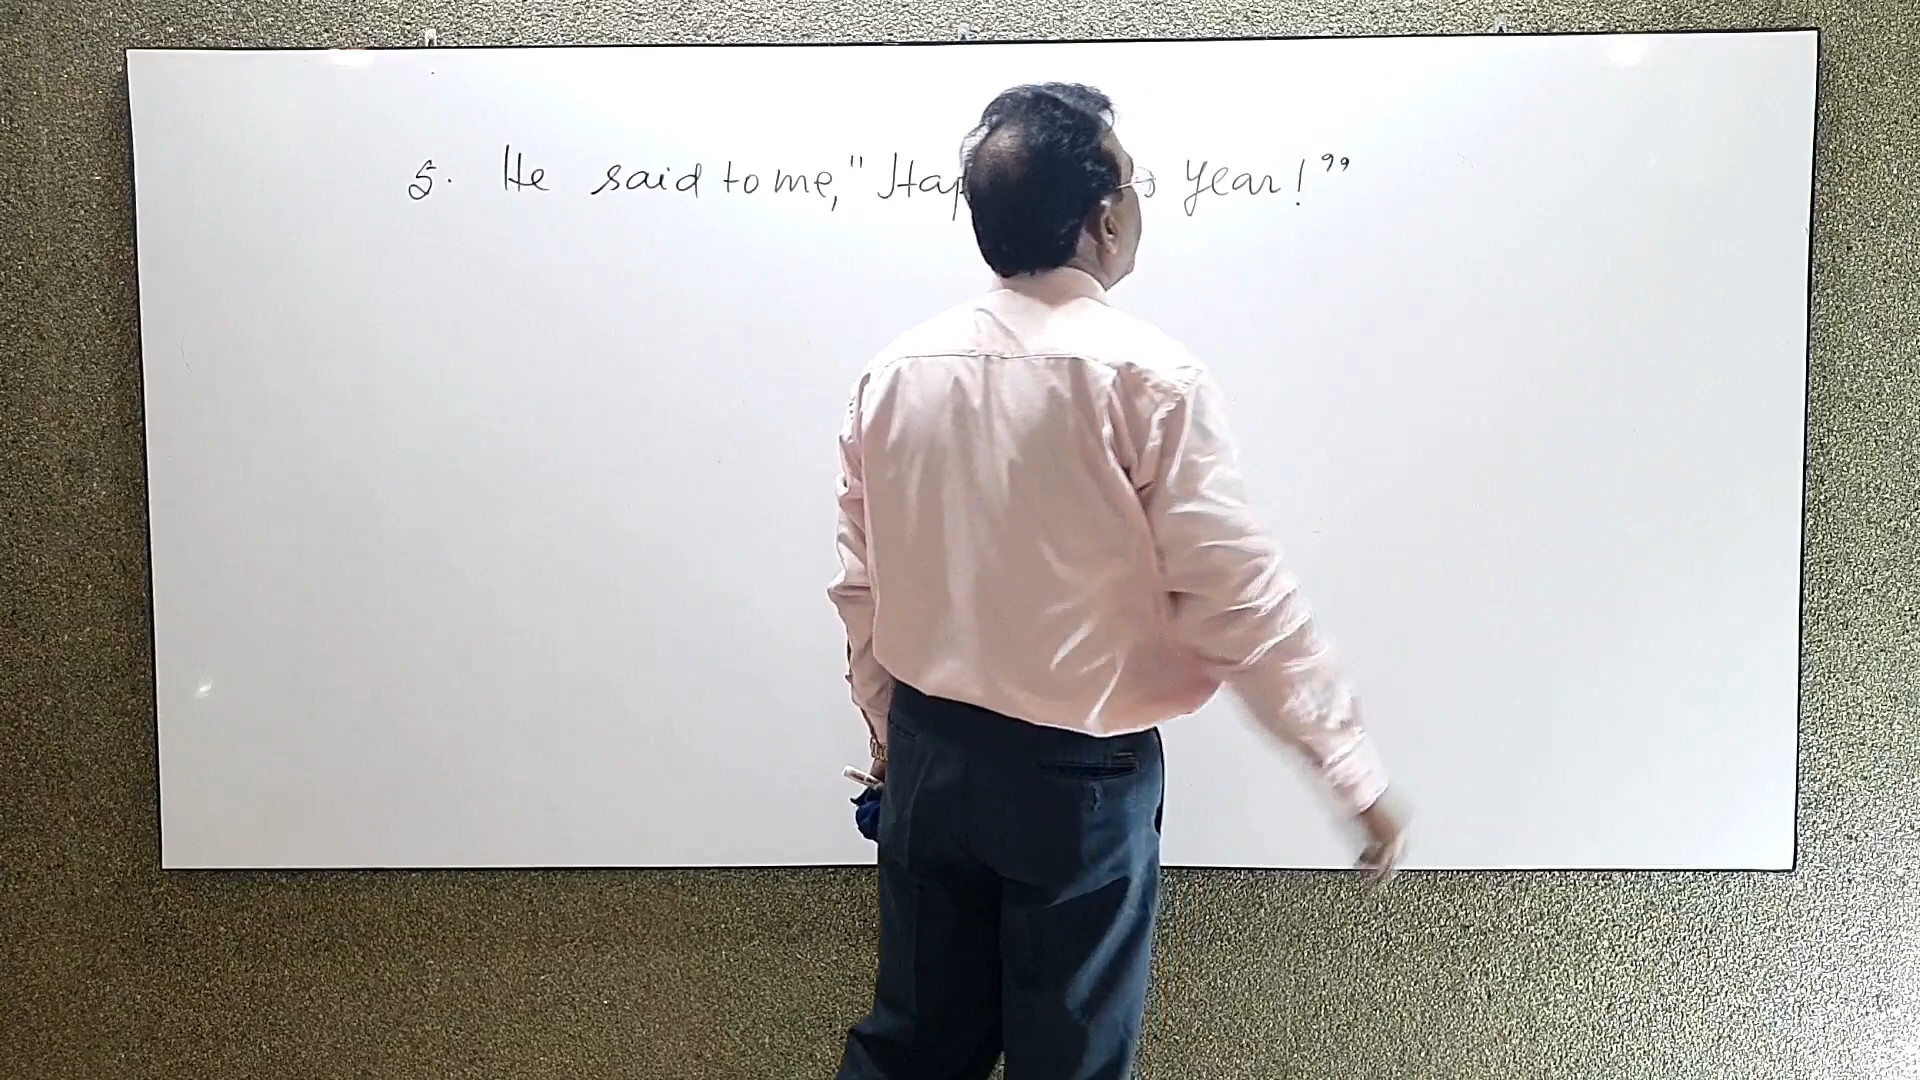 5. He said to me, " Hap Year! ”